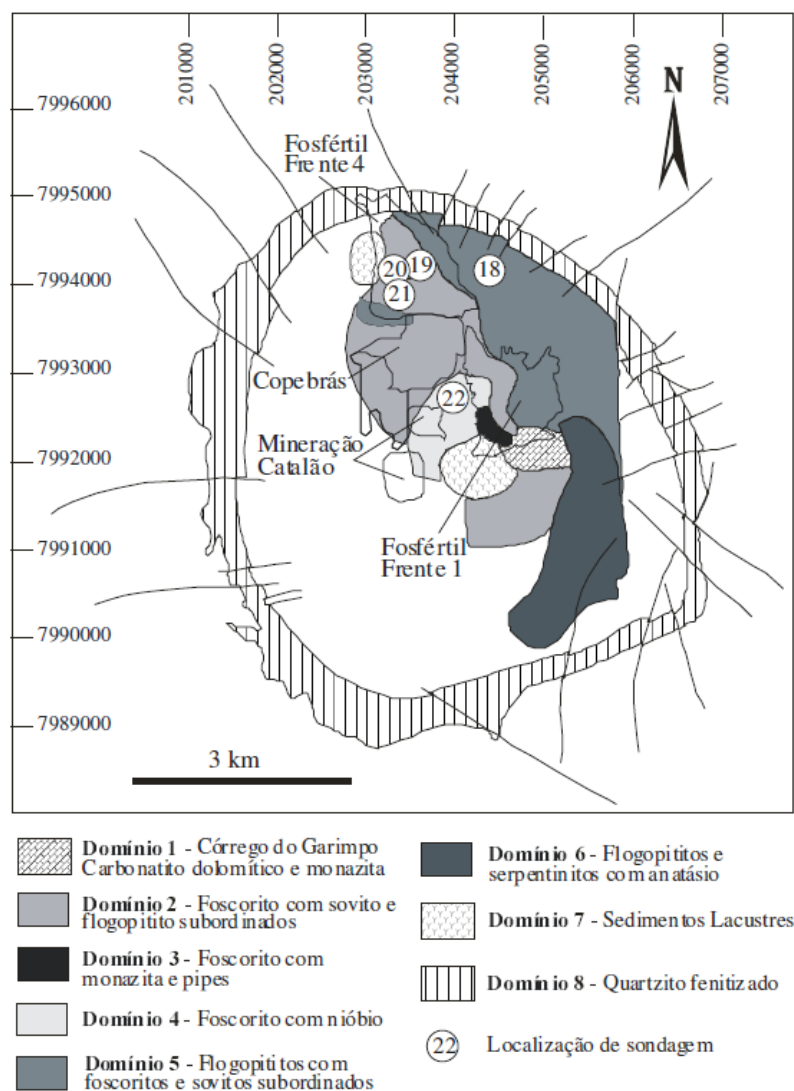 201000
202000
203000
204000
205000
206000
207000
7996000
7995000
7994000
7993000
7992000
7991000
7990000
7989000
N
Fosfértil
Frente 4
20
19
18
21
22
Copebrás
Mineração
Catalão
Fosfértil
Frente 1
3 km
Domínio 1 - Córrego do Garimpo
Carbonatito dolomítico e monazita
Domínio 2 - Foscorito com sovito e
flogopitito subordinados
Domínio 3 - Foscorito com
monazita e pipes
Domínio 4 - Foscorito com nióbio
Domínio 5 - Flogopititos com
foscoritos e sovitos subordinados
Domínio 6 - Flogopititos e
serpentinitos com anatásio
Domínio 7 - Sedimentos Lacustres
Domínio 8 - Quartzito fenitizado
22 Localização de sondagem